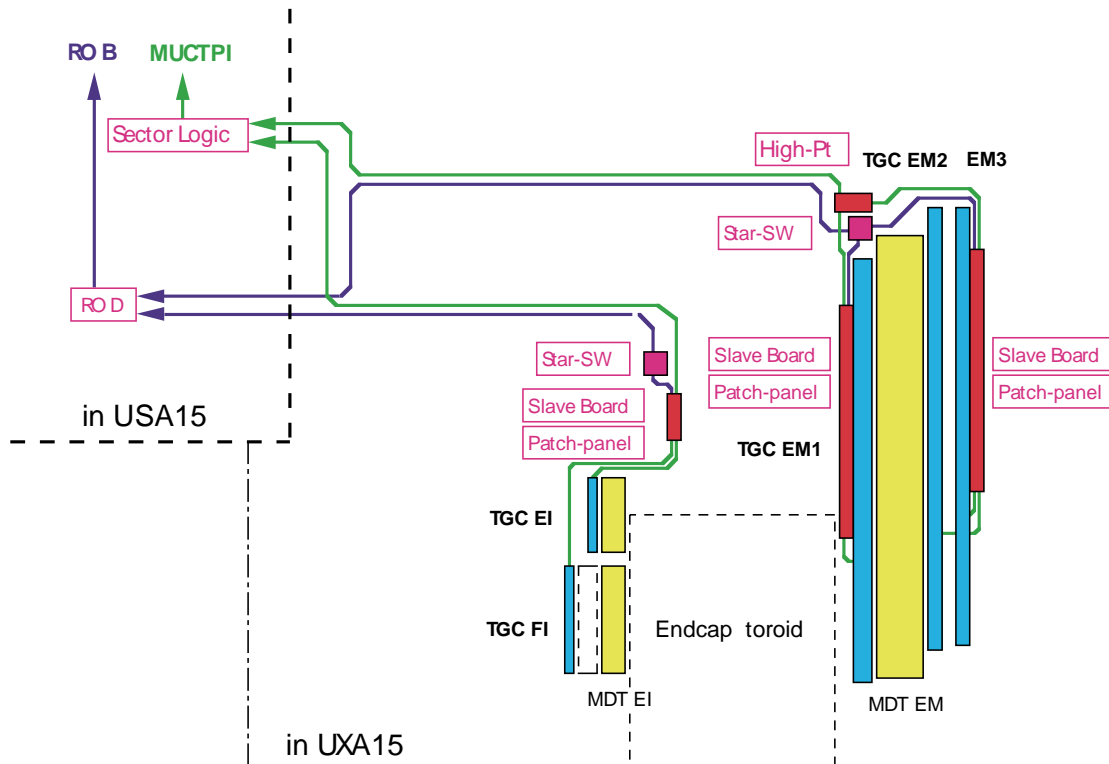 ROB MUCTPI
Sector Logic
High-Pt
TGC EM2 EM3
Star-SW
ROD
Star-SW
Slave Board
Patch-panel
Slave Board
Patch-panel
Slave Board
Patch-panel
in USA15
TGC EM1
TGC EI
TGC FI
Endcap toroid
MDT EI
MDT EM
in UXA15